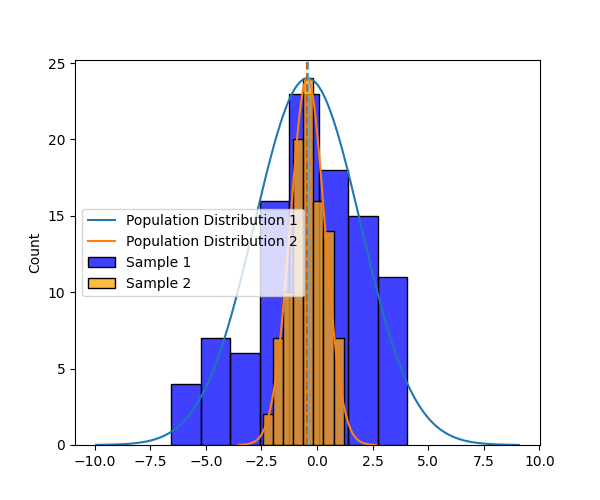 25
20
15
10
5
0
Count
Population Distribution 1
Population Distribution 2
Sample 1
Sample 2
−10.0 −7.5 −5.0 −2.5 0.0 2.5 5.0 7.5 10.0